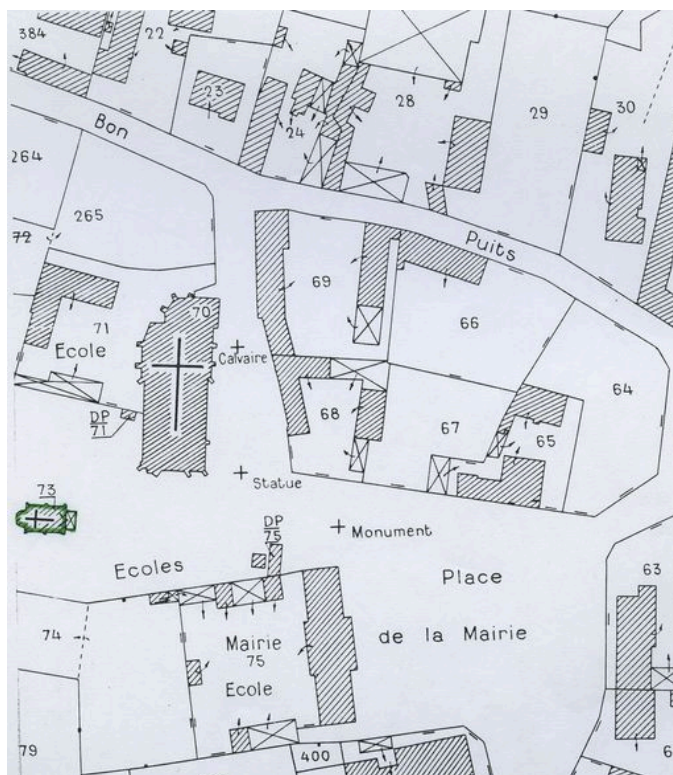 384
22
23
24
28
29
30
Bon
264
265
72
Puits
69
70
66
71
Ecole
Calvaire
64
68
67
65
DP
71
Statue
73
DP
75
Monument
Ecoles
Place
63
de la Mairie
74
Mairie
75
Ecole
79
400
6